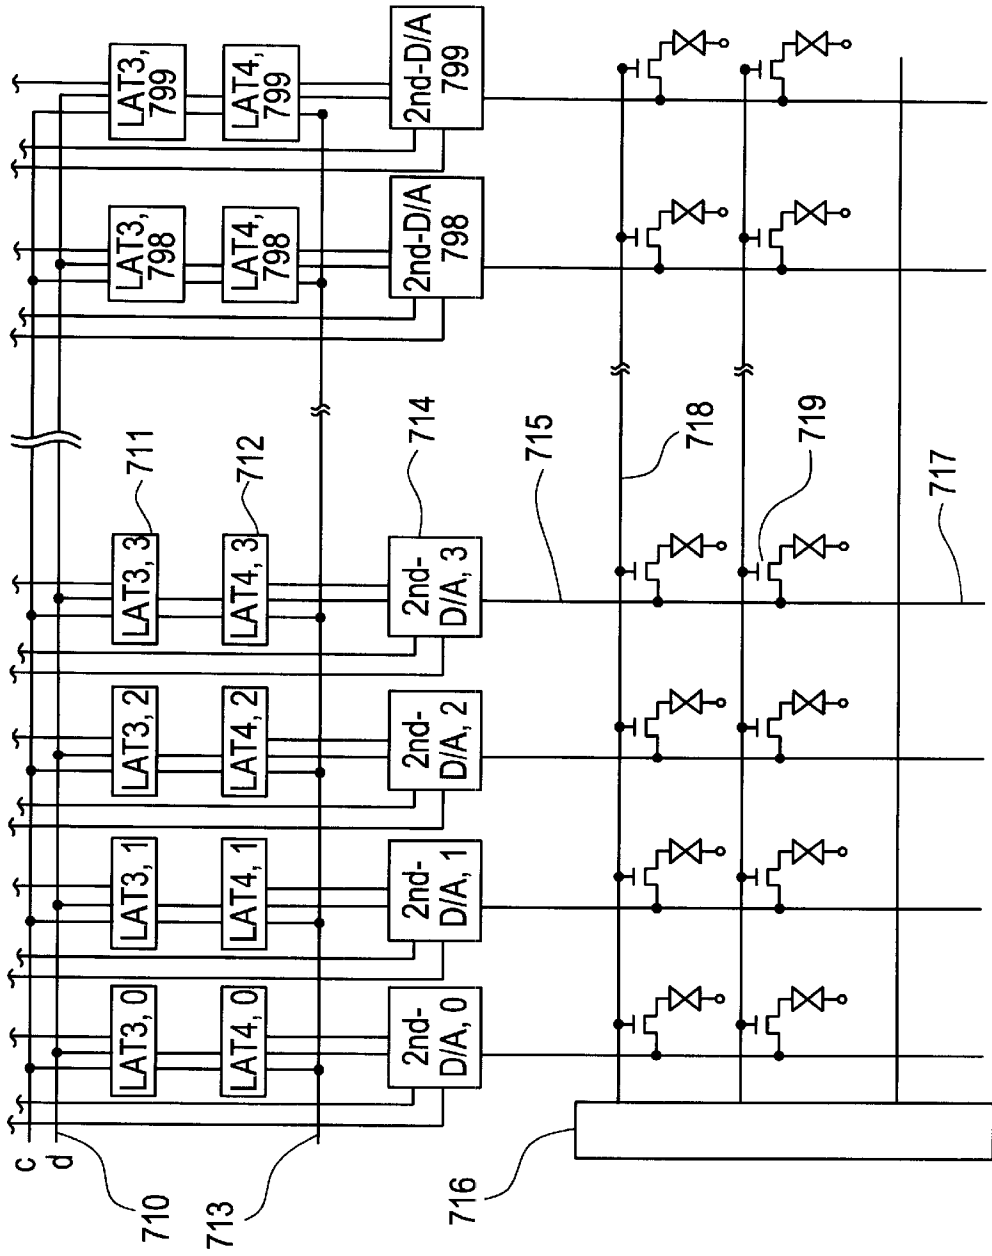 c
d
710
LAT3, 0
LAT3, 1
LAT3, 2
LAT3, 3
711
LAT3,
798
LAT3,
799
LAT4, 0
LAT4, 1
LAT4, 2
LAT4, 3
712
LAT4,
798
LAT4,
799
713
2nd-
D/A, 0
2nd-
D/A, 1
2nd-
D/A, 2
2nd-
D/A, 3
714
2nd-D/A
798
2nd-D/A
799
715
716
718
719
717